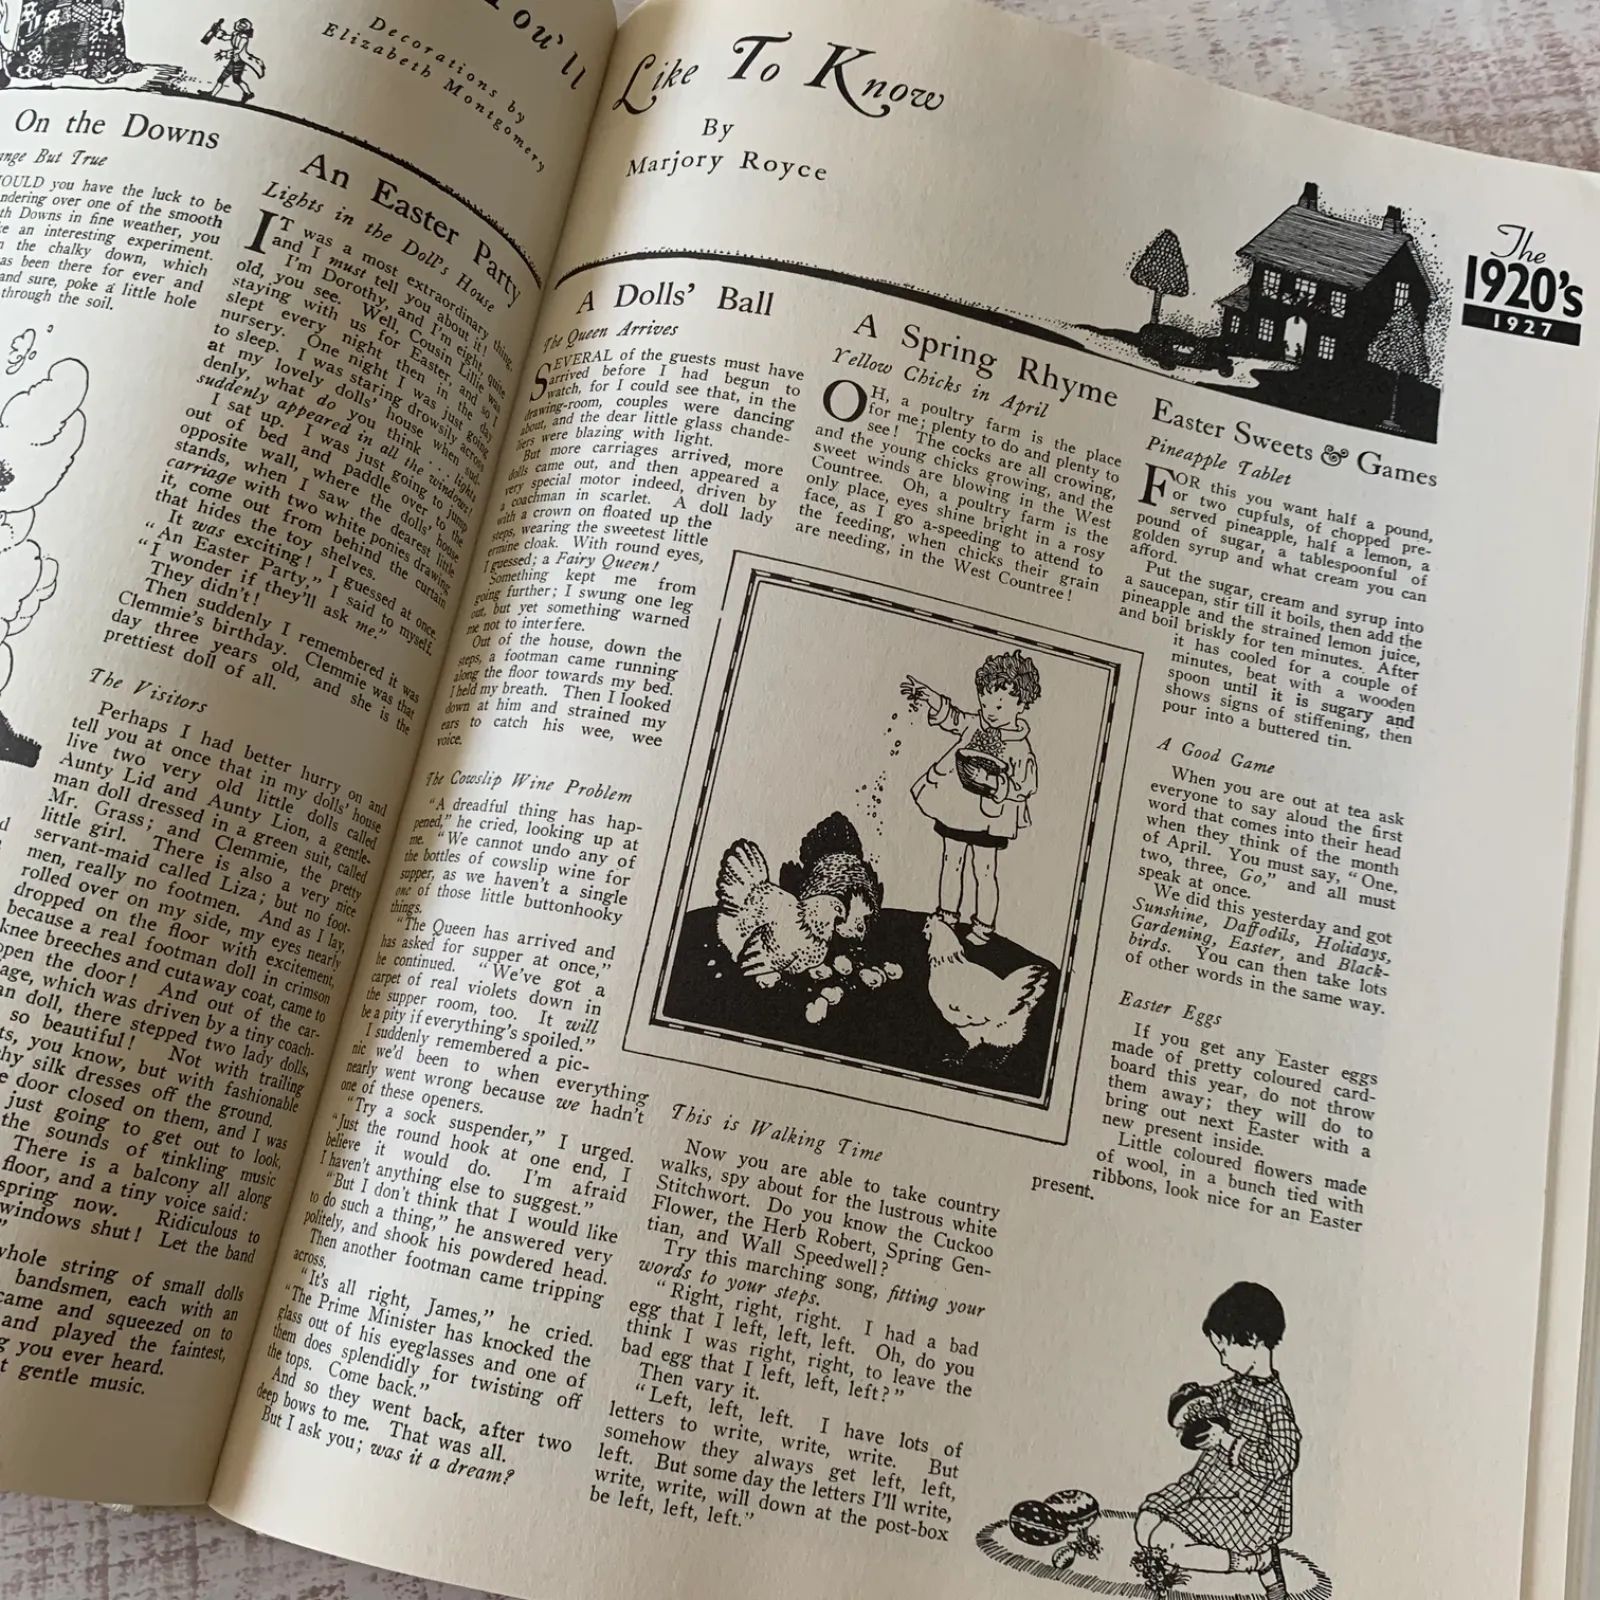 You'll
Decorations by
Elizabeth Montgomery
On the Downs
But True
you have the luck to be
over one of the smooth
Downs in fine weather, you
an interesting experiment.
the chalky down, which
been there for ever and
and sure, poke a little hole
through the soil.
An Easter Party
Lights in the Doll's House
IT was a most extraordinary thing,
and I must tell you about it!
I'm Dorothy, and I'm eight, quite
old, you see. Well, Cousin Lillie was
staying with us for Easter, and so I
slept every night then in the day
nursery. One night I was just going
to sleep. I was staring drowsily across
at my lovely dolls' house when sud-
denly, what do you think . . . lights
suddenly appeared in all the windows!
I sat up. I was just going to jump
out of bed and paddle over to the
opposite wall, where the dolls' house
stands, when I saw the dearest little
carriage with two white ponies drawing
it, come out from behind the curtain
that hides the toy shelves.
It was exciting! I guessed at once.
"An Easter Party," I said to myself.
"I wonder if they'll ask me."
They didn't!
Then suddenly I remembered it was
Clemmie's birthday. Clemmie was that
day three years old, and she is the
prettiest doll of all.
The Visitors
Perhaps I had better hurry on and
tell you at once that in my dolls' house
live two very old little dolls called
Aunty Lid and Aunty Lion, a gentle-
man doll dressed in a green suit, called
Mr. Grass; and Clemmie, the pretty
little girl. There is also a very nice
servant-maid called Liza; but no foot-
men, really no footmen. And as I lay,
rolled over on my side, my eyes nearly
dropped on the floor with excitement,
because a real footman doll in crimson
knee breeches and cutaway coat, came to
open the door! And out of the car-
which was driven by a tiny coach-
doll, there stepped two lady dolls,
so beautiful! Not with trailing
you know, but with fashionable
silk dresses off the ground.
door closed on them, and I was
just going to get out to look,
the sounds of tinkling music
There is a balcony all along
floor, and a tiny voice said:
spring now. Ridiculous to
windows shut! Let the band
whole string of small dolls
bandsmen, each with an
came and squeezed on to
and played the faintest,
you ever heard.
gentle music.
Like To Know
By
Marjory Royce
The
1920's
1927
A Dolls' Ball
The Queen Arrives
SEVERAL of the guests must have
arrived before I had begun to
watch, for I could see that, in the
drawing-room, couples were dancing
about, and the dear little glass chande-
liers were blazing with light.
But more carriages arrived, more
dolls came out, and then appeared a
very special motor indeed, driven by
a coachman in scarlet. A doll lady
with a crown on floated up the
steps, wearing the sweetest little
ermine cloak. With round eyes,
I guessed; a Fairy Queen!
Something kept me from
going further; I swung one leg
out, but yet something warned
me not to interfere.
Out of the house, down the
steps, a footman came running
along the floor towards my bed.
I held my breath. Then I looked
down at him and strained my
ears to catch his wee, wee
voice.
The Cowslip Wine Problem
"A dreadful thing has hap-
pened," he cried, looking up at
me. "We cannot undo any of
the bottles of cowslip wine for
supper, as we haven't a single
one of those little buttonhooky
things.
"The Queen has arrived and
has asked for supper at once,"
he continued. "We've got a
carpet of real violets down in
the supper room, too. It will
be a pity if everything's spoiled."
I suddenly remembered a pic-
nic we'd been to when everything
nearly went wrong because we hadn't
one of these openers.
"Try a sock suspender," I urged.
"Just the round hook at one end, I
believe it would do. I'm afraid
I haven't anything else to suggest."
"But I don't think that I would like
to do such a thing," he answered very
politely, and shook his powdered head.
Then another footman came tripping
across.
"It's all right, James," he cried.
"The Prime Minister has knocked the
glass out of his eyeglasses and one of
them does splendidly for twisting off
the tops. Come back."
And so they went back, after two
deep bows to me. That was all.
But I ask you; was it a dream?
A Spring Rhyme
Yellow Chicks in April
OH, a poultry farm is the place
for me; plenty to do and plenty to
see! The cocks are all crowing,
and the young chicks growing, and the
sweet winds are blowing in the West
Countree. Oh, a poultry farm is the
only place, eyes shine bright in a rosy
face, as I go a-speeding to attend to
the feeding, when chicks their grain
are needing, in the West Countree!
This is Walking Time
Now you are able to take country
walks, spy about for the lustrous white
Stitchwort. Do you know the Cuckoo
Flower, the Herb Robert, Spring Gen-
tian, and Wall Speedwell?
Try this marching song, fitting your
words to your steps.
"Right, right, right. I had a bad
egg that I left, left, left. Oh, do you
think I was right, right, to leave the
bad egg that I left, left, left?"
Then vary it.
"Left, left, left. I have lots of
letters to write, write, write. But
somehow they always get left, left,
left. But some day the letters I'll write,
write, write, will down at the post-box
be left, left, left."
Easter Sweets & Games
Pineapple Tablet
FOR this you want half a pound,
or two cupfuls, of chopped pre-
served pineapple, half a lemon, a
pound of sugar, a tablespoonful of
golden syrup and what cream you can
afford.
Put the sugar, cream and syrup into
a saucepan, stir till it boils, then add the
pineapple and the strained lemon juice,
and boil briskly for ten minutes. After
it has cooled for a couple of
minutes, beat with a wooden
spoon until it is sugary and
shows signs of stiffening, then
pour into a buttered tin.
A Good Game
When you are out at tea ask
everyone to say aloud the first
word that comes into their head
when they think of the month
of April. You must say, "One,
two, three, Go," and all must
speak at once.
We did this yesterday and got
Sunshine, Daffodils, Holidays,
Gardening, Easter, and Black-
birds. You can then take lots
of other words in the same way.
Easter Eggs
If you get any Easter eggs
made of pretty coloured card-
board this year, do not throw
them away; they will do to
bring out next Easter with a
new present inside.
Little coloured flowers made
of wool, in a bunch tied with
ribbons, look nice for an Easter
present.